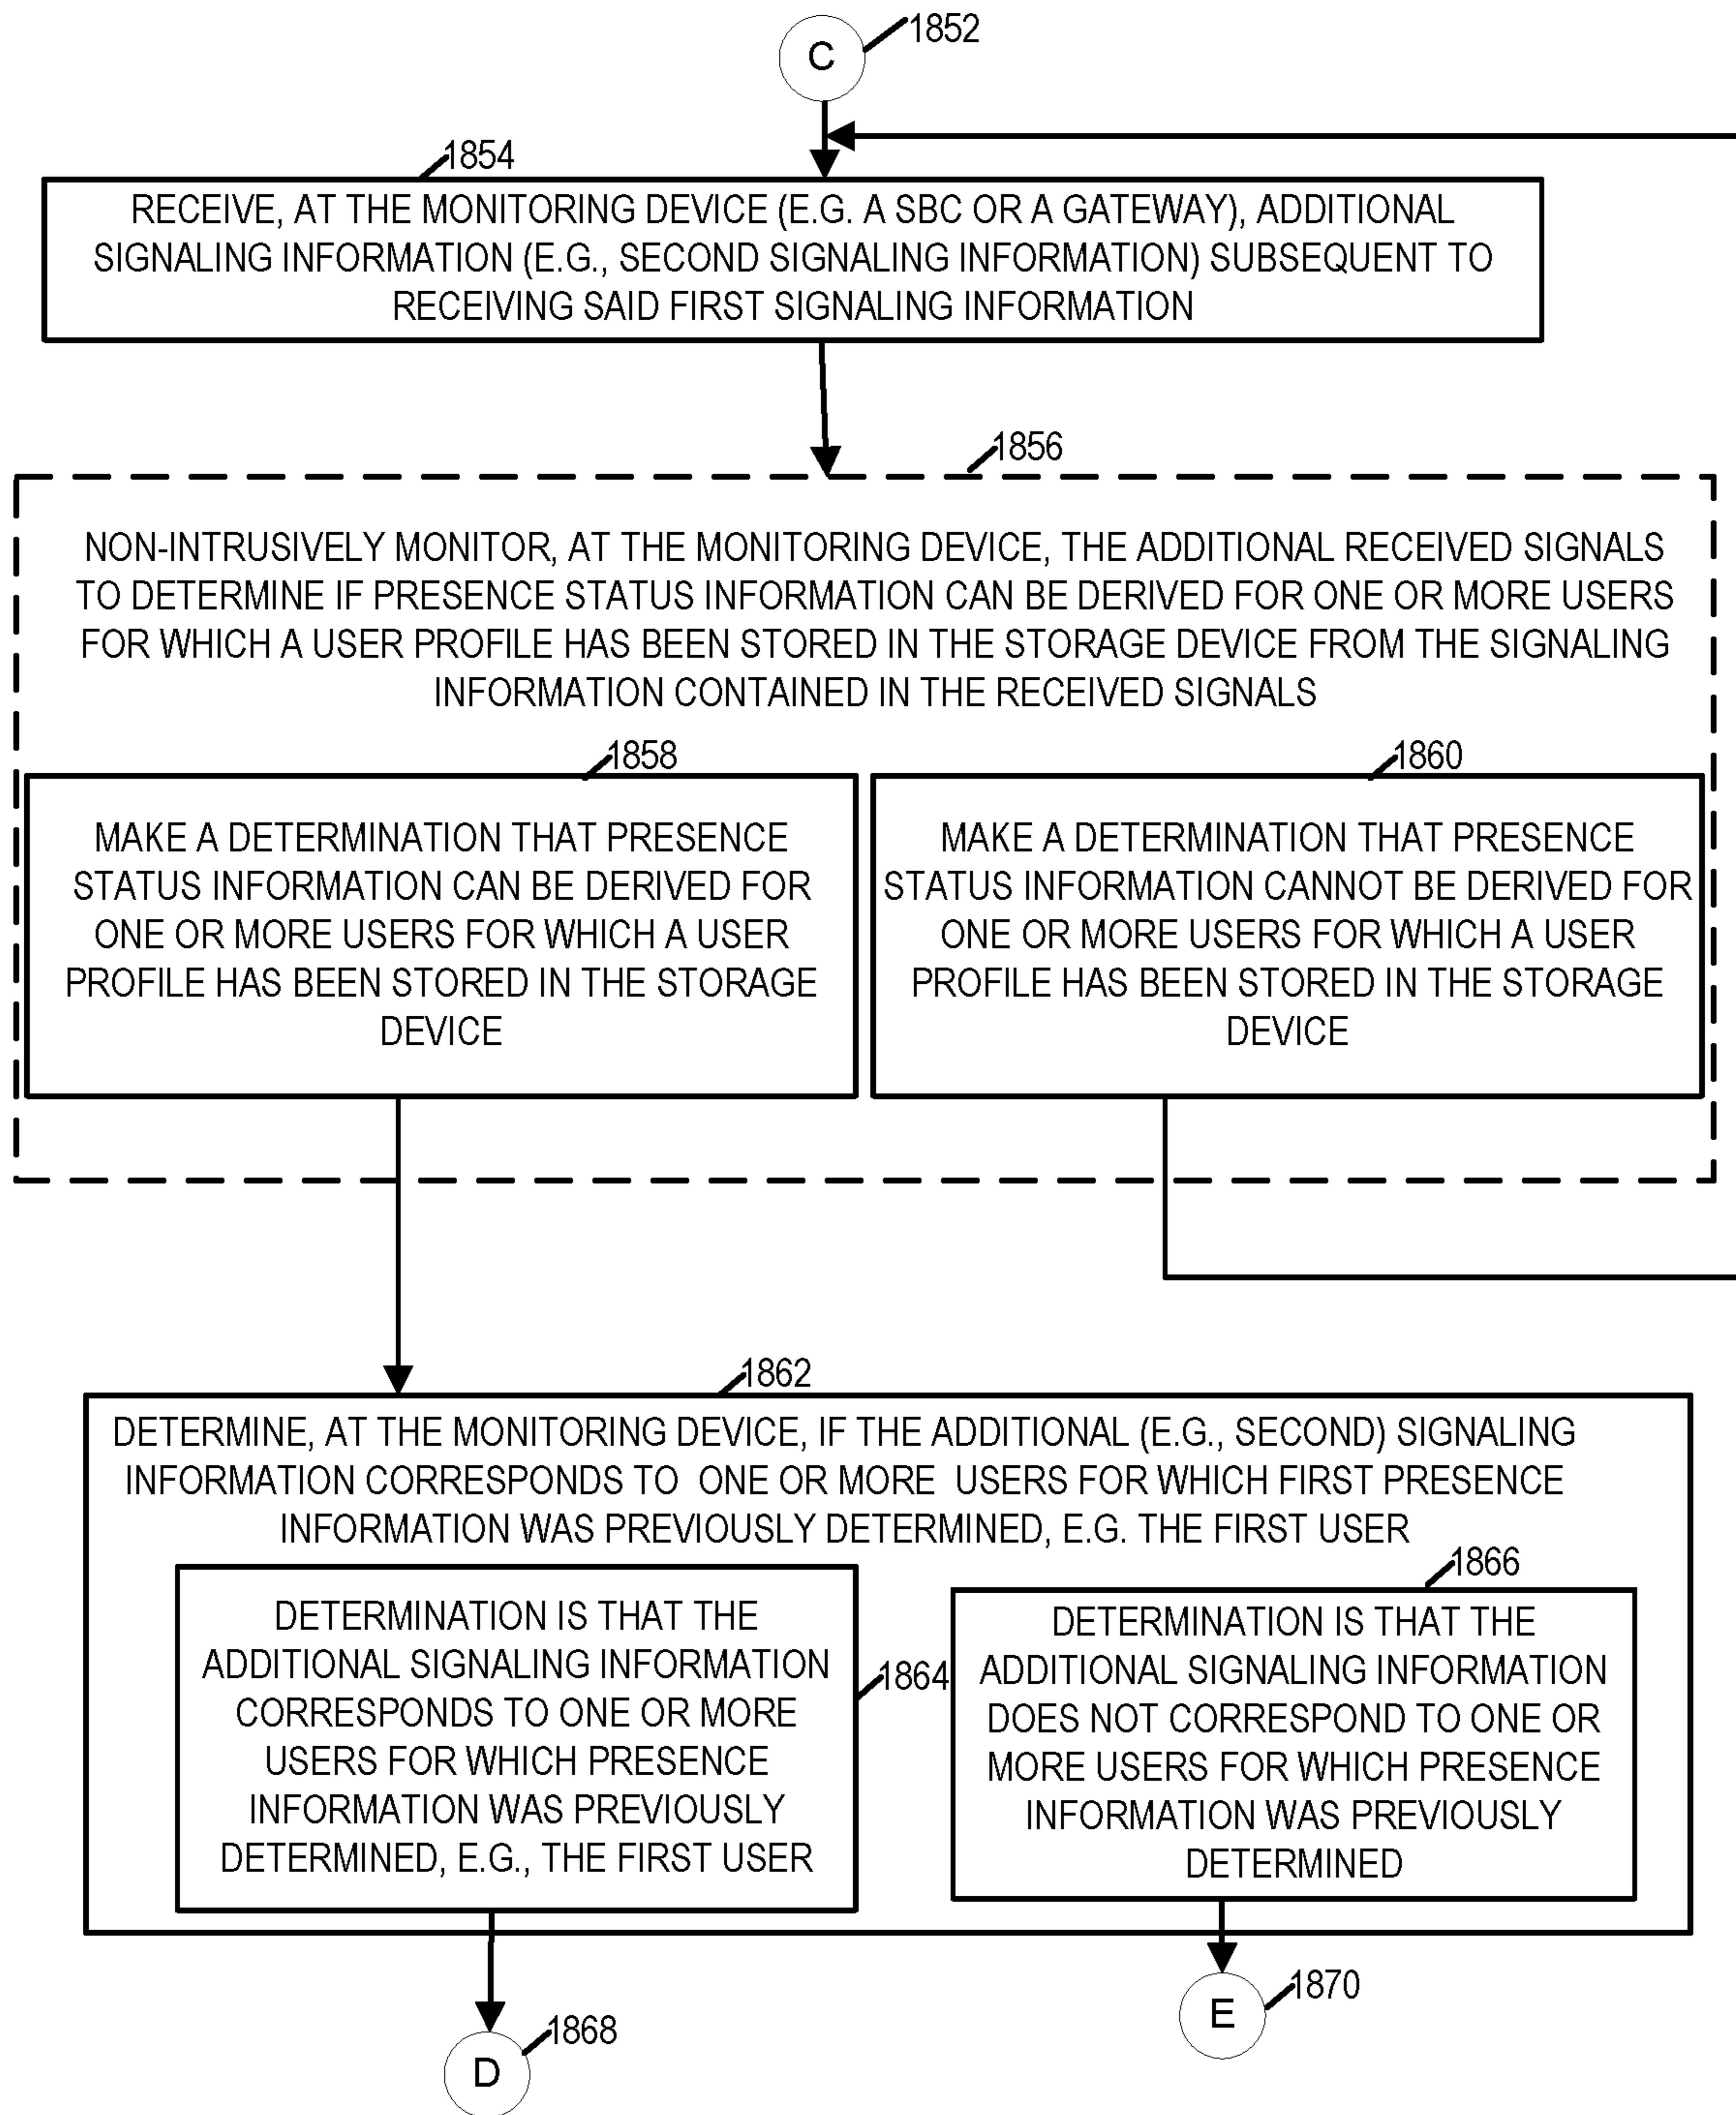 C
1852
1854
RECEIVE, AT THE MONITORING DEVICE (E.G. A SBC OR A GATEWAY), ADDITIONAL
SIGNALING INFORMATION (E.G., SECOND SIGNALING INFORMATION) SUBSEQUENT TO
RECEIVING SAID FIRST SIGNALING INFORMATION
1856
NON-INTRUSIVELY MONITOR, AT THE MONITORING DEVICE, THE ADDITIONAL RECEIVED SIGNALS
TO DETERMINE IF PRESENCE STATUS INFORMATION CAN BE DERIVED FOR ONE OR MORE USERS
FOR WHICH A USER PROFILE HAS BEEN STORED IN THE STORAGE DEVICE FROM THE SIGNALING
INFORMATION CONTAINED IN THE RECEIVED SIGNALS
1858
MAKE A DETERMINATION THAT PRESENCE
STATUS INFORMATION CAN BE DERIVED FOR
ONE OR MORE USERS FOR WHICH A USER
PROFILE HAS BEEN STORED IN THE STORAGE
DEVICE
1860
MAKE A DETERMINATION THAT PRESENCE
STATUS INFORMATION CANNOT BE DERIVED FOR
ONE OR MORE USERS FOR WHICH A USER
PROFILE HAS BEEN STORED IN THE STORAGE
DEVICE
1862
DETERMINE, AT THE MONITORING DEVICE, IF THE ADDITIONAL (E.G., SECOND) SIGNALING
INFORMATION CORRESPONDS TO ONE OR MORE USERS FOR WHICH FIRST PRESENCE
INFORMATION WAS PREVIOUSLY DETERMINED, E.G. THE FIRST USER
DETERMINATION IS THAT THE
ADDITIONAL SIGNALING INFORMATION
CORRESPONDS TO ONE OR MORE
USERS FOR WHICH PRESENCE
INFORMATION WAS PREVIOUSLY
DETERMINED, E.G., THE FIRST USER
1864
1866
DETERMINATION IS THAT THE
ADDITIONAL SIGNALING INFORMATION
DOES NOT CORRESPOND TO ONE OR
MORE USERS FOR WHICH PRESENCE
INFORMATION WAS PREVIOUSLY
DETERMINED
1868
D
1870
E